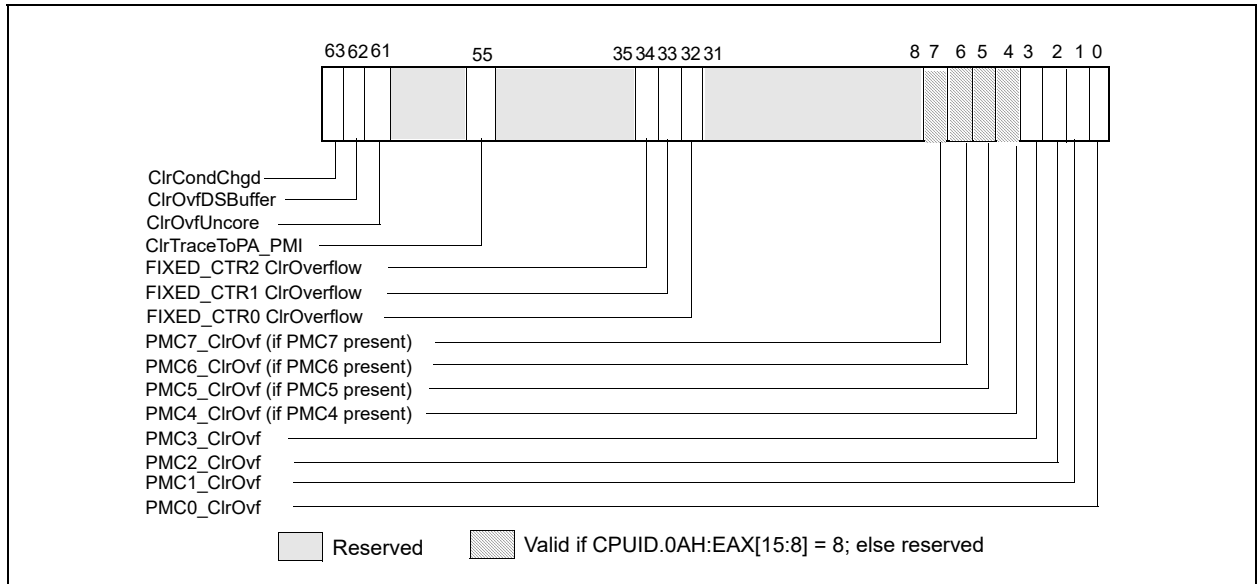 63 62 61 55 35 34 33 32 31 8 7 6 5 4 3 2 1 0
ClrCondChgd
ClrOvfDSBuffer
ClrOvfUncore
ClrTraceToPA_PMI
FIXED_CTR2 ClrOverflow
FIXED_CTR1 ClrOverflow
FIXED_CTR0 ClrOverflow
PMC7_ClrOvf (if PMC7 present)
PMC6_ClrOvf (if PMC6 present)
PMC5_ClrOvf (if PMC5 present)
PMC4_ClrOvf (if PMC4 present)
PMC3_ClrOvf
PMC2_ClrOvf
PMC1_ClrOvf
PMC0_ClrOvf
Reserved Valid if CPUID.0AH:EAX[15:8] = 8; else reserved